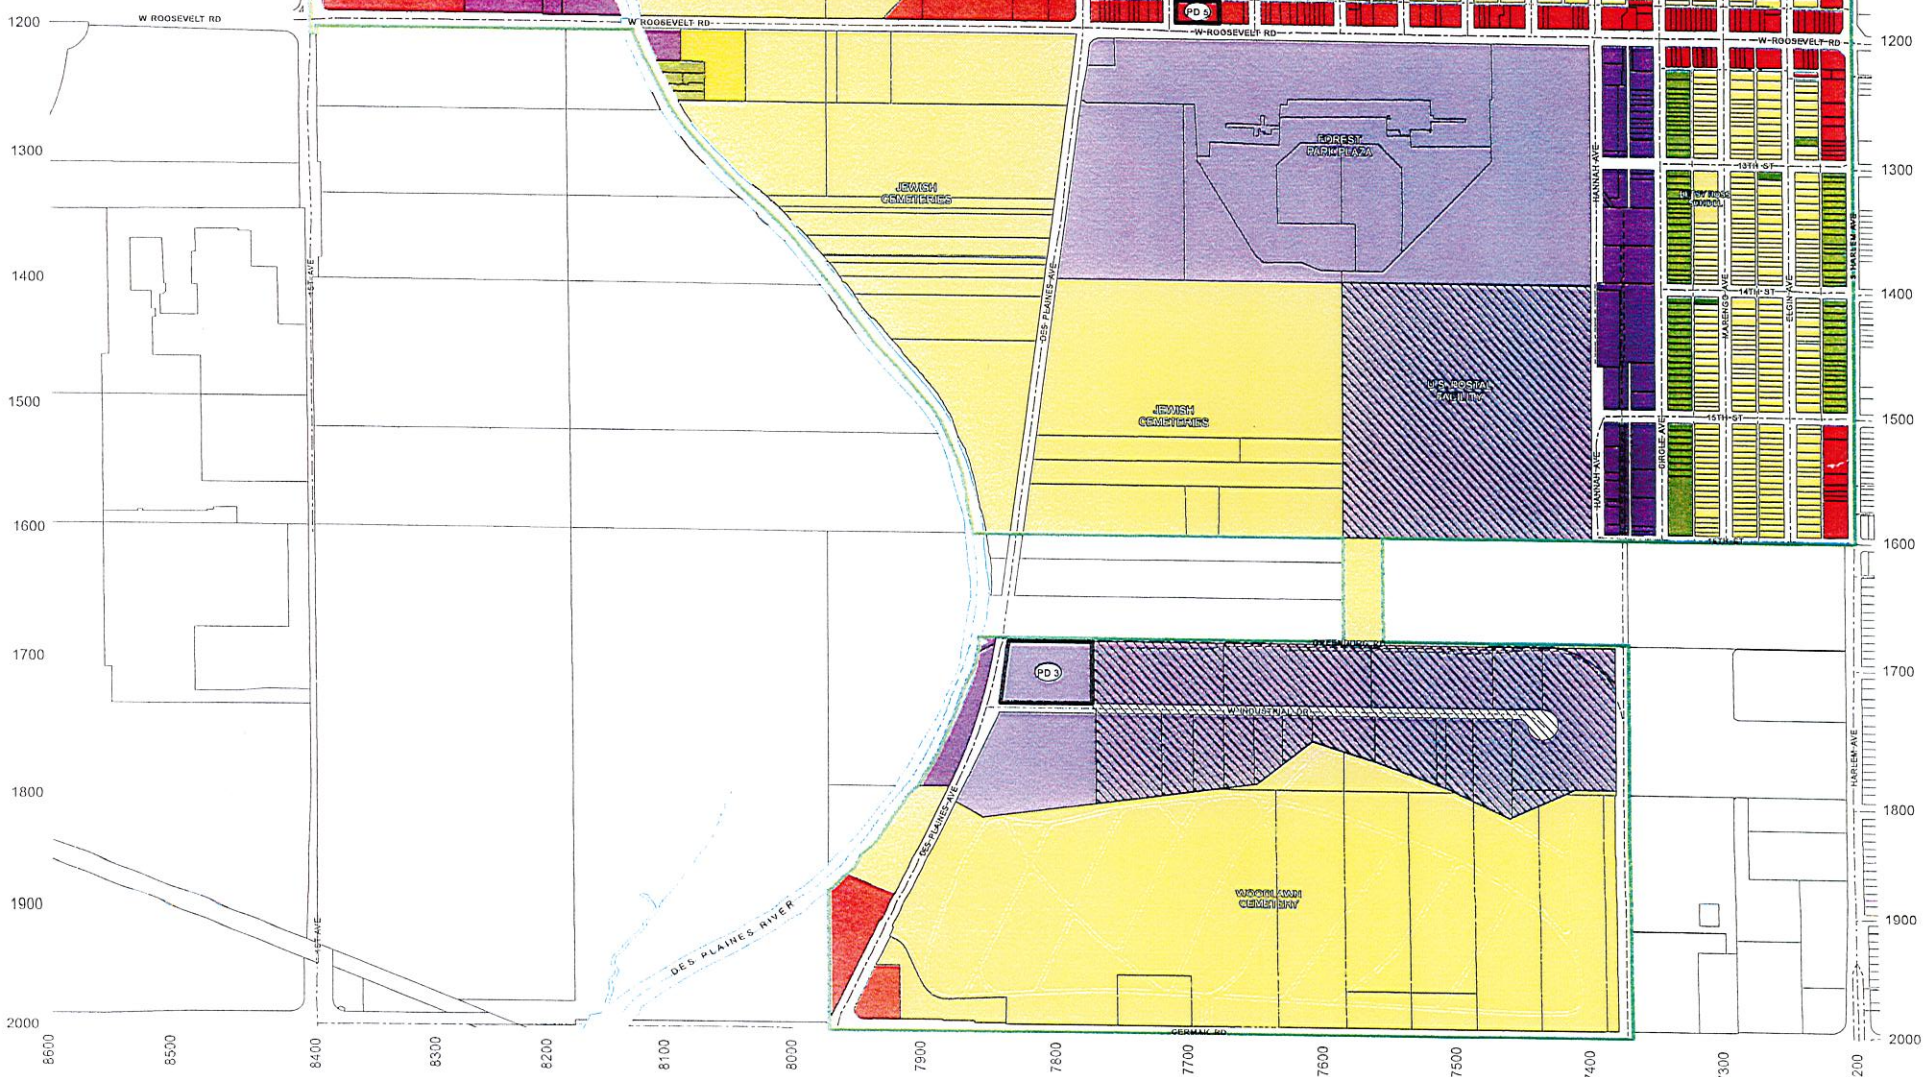 1200
W ROOSEVELT RD
W ROOSEVELT RD
PD 5
W ROOSEVELT RD
W ROOSEVELT RD
1200
FOREST
PARK PLAZA
1300
HANNAH AVE
13TH ST
1300
JEWISH
CEMETERIES
1ST AVE
DES PLAINES AVE
MARENGO AVE
ELGIN AVE
S HARLEM AVE
1400
14TH ST
1400
U.S. POSTAL
FACILITY
1500
JEWISH
CEMETERIES
15TH ST
1500
HANNAH AVE
CIRCLE AVE
1600
16TH ST
1600
1700
PD 3
1700
W INDUSTRIAL DR
HARLEM AVE
1800
DES PLAINES AVE
1800
1900
WOODLAWN
CEMETERY
1900
1ST AVE
DES PLAINES RIVER
2000
CERMAK RD
2000
8600
8500
8400
8300
8200
8100
8000
7900
7800
7700
7600
7500
7400
300
200